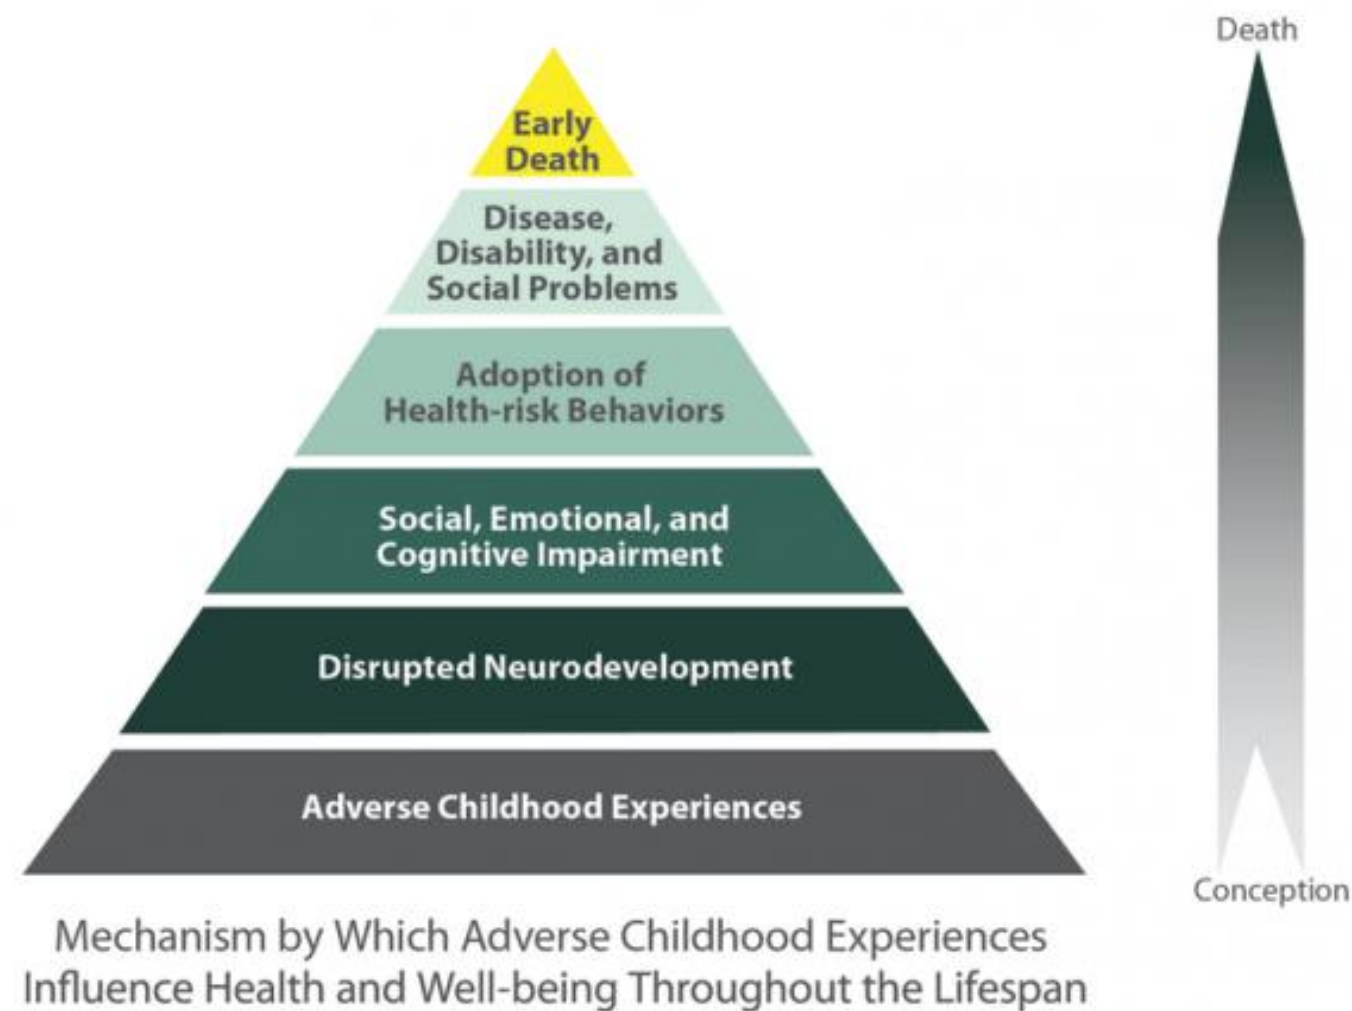 Death
Early
Death
Disease,
Disability, and
Social Problems
Adoption of
Health-risk Behaviors
Social, Emotional, and
Cognitive Impairment
Disrupted Neurodevelopment
Adverse Childhood Experiences
Conception
Mechanism by Which Adverse Childhood Experiences
Influence Health and Well-being Throughout the Lifespan